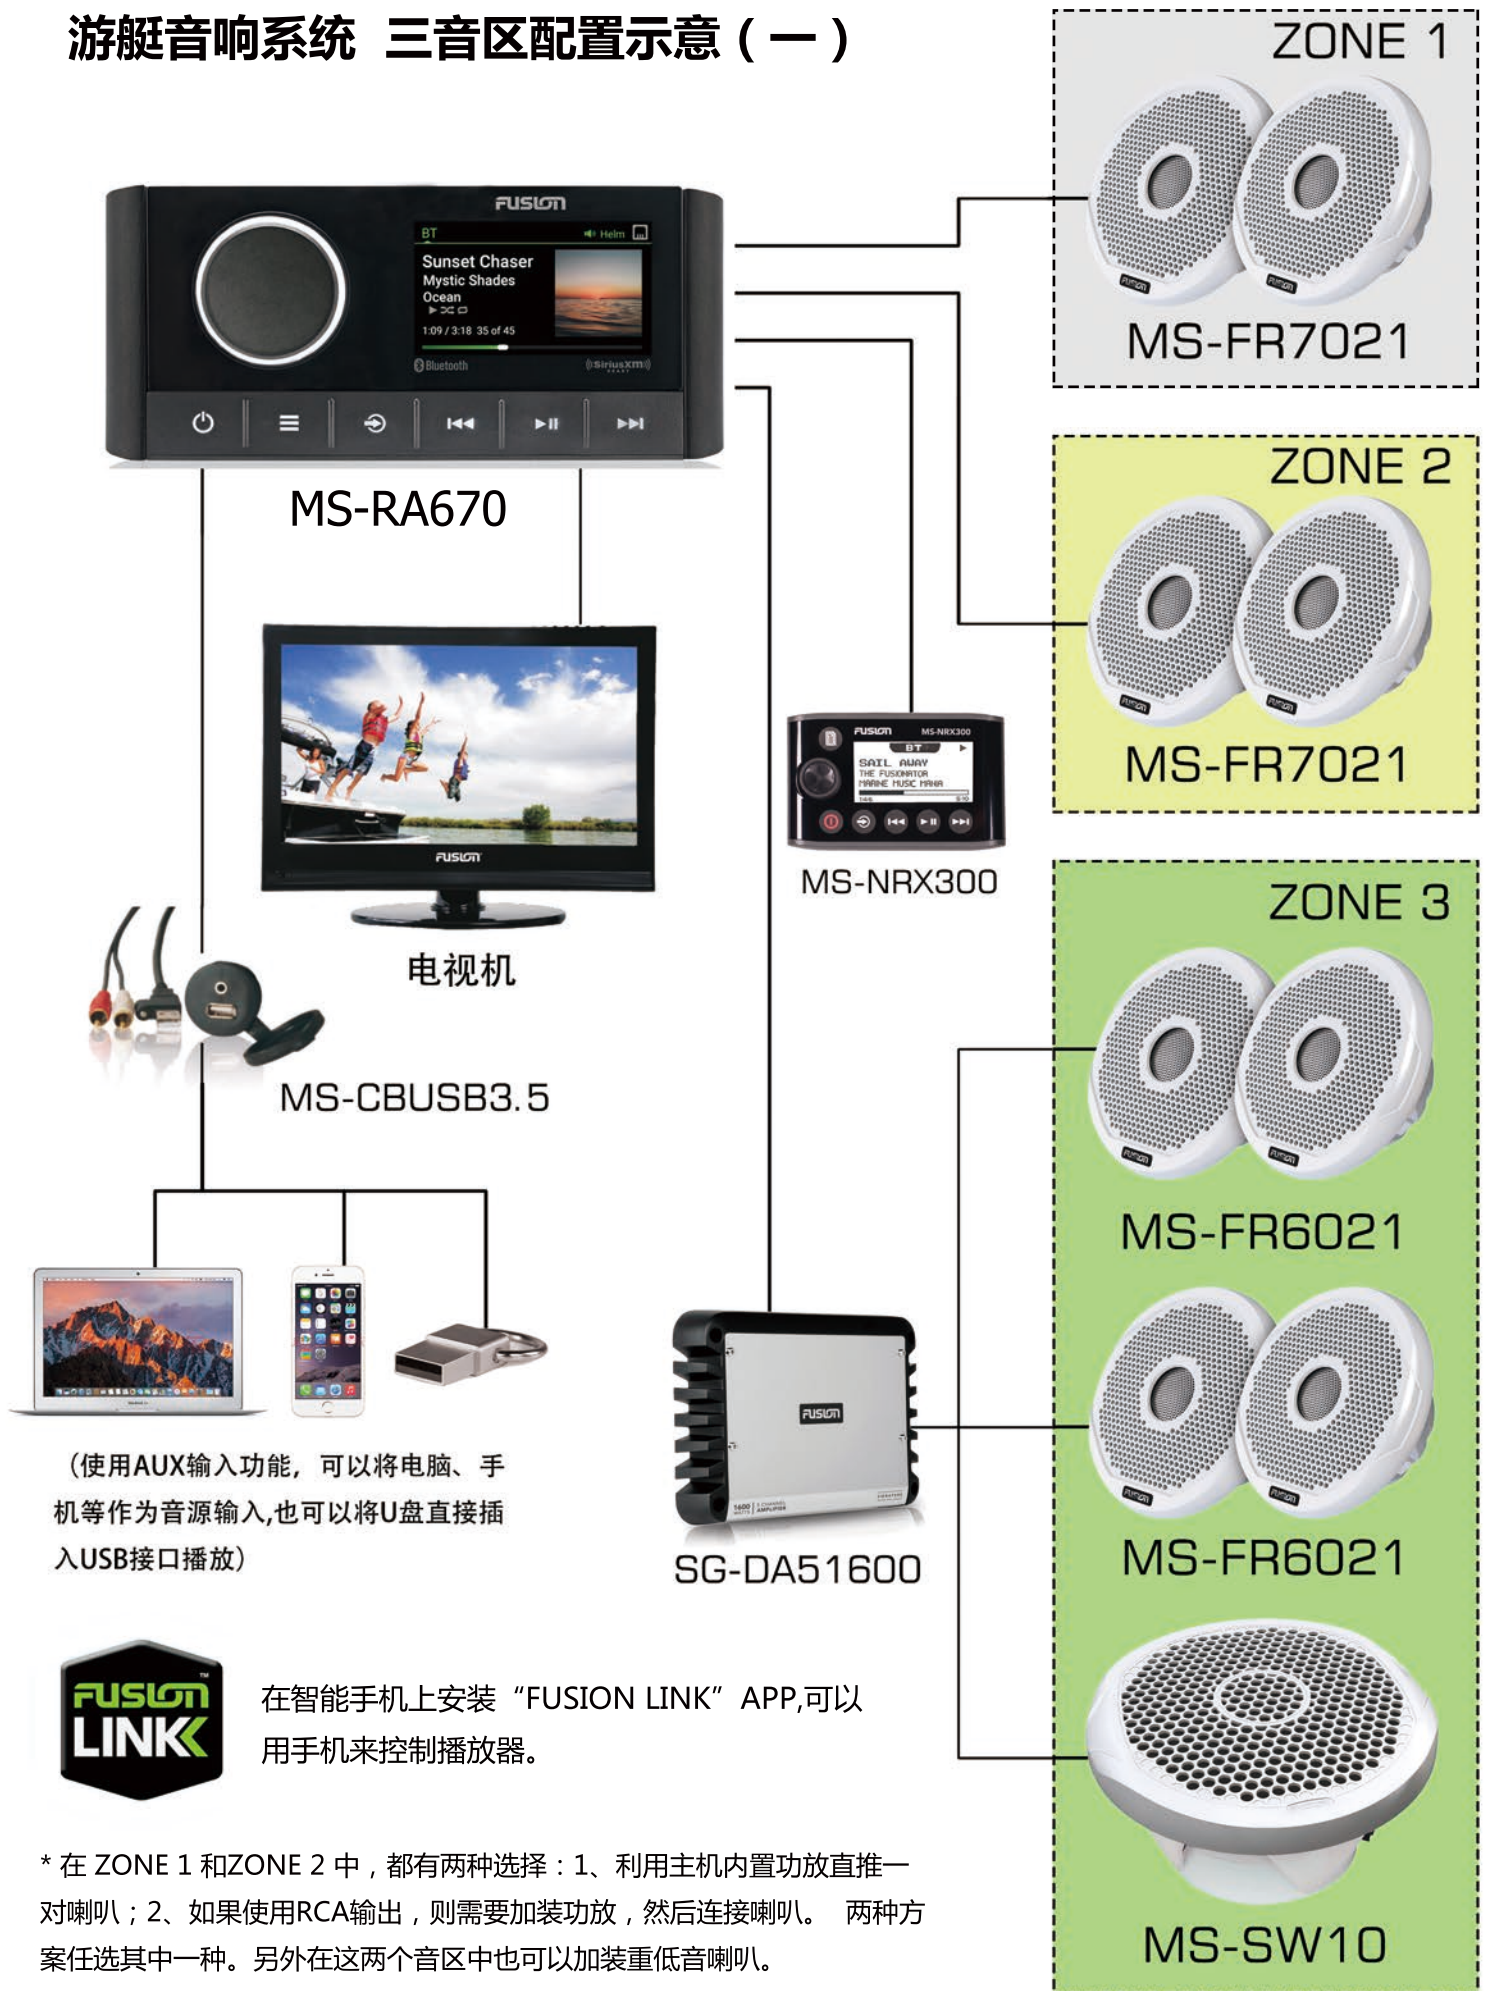 游艇音响系统 三音区配置示意（一）
ZONE 1
MS-FR7021
FUSION
BT
Helm
Sunset Chaser
Mystic Shades
Ocean
1:09 / 3:18 35 of 45
Bluetooth
((SiriusXM))
READY
MS-RA670
ZONE 2
MS-FR7021
FUSION
电视机
FUSION MS-NRX300
BT
SAIL AWAY
THE FUSIONATOR
MARINE MUSIC MANIA
MS-NRX300
MS-CBUSB3.5
ZONE 3
MS-FR6021
MS-FR6021
MS-SW10
FUSION
1600 WATTS 5 CHANNEL AMPLIFIER
SG-DA51600
（使用AUX输入功能，可以将电脑、手
机等作为音源输入,也可以将U盘直接插
入USB接口播放）
FUSION™
LINK
在智能手机上安装“FUSION LINK”APP,可以
用手机来控制播放器。
* 在 ZONE 1 和ZONE 2 中，都有两种选择：1、利用主机内置功放直推一
对喇叭；2、如果使用RCA输出，则需要加装功放，然后连接喇叭。 两种方
案任选其中一种。另外在这两个音区中也可以加装重低音喇叭。